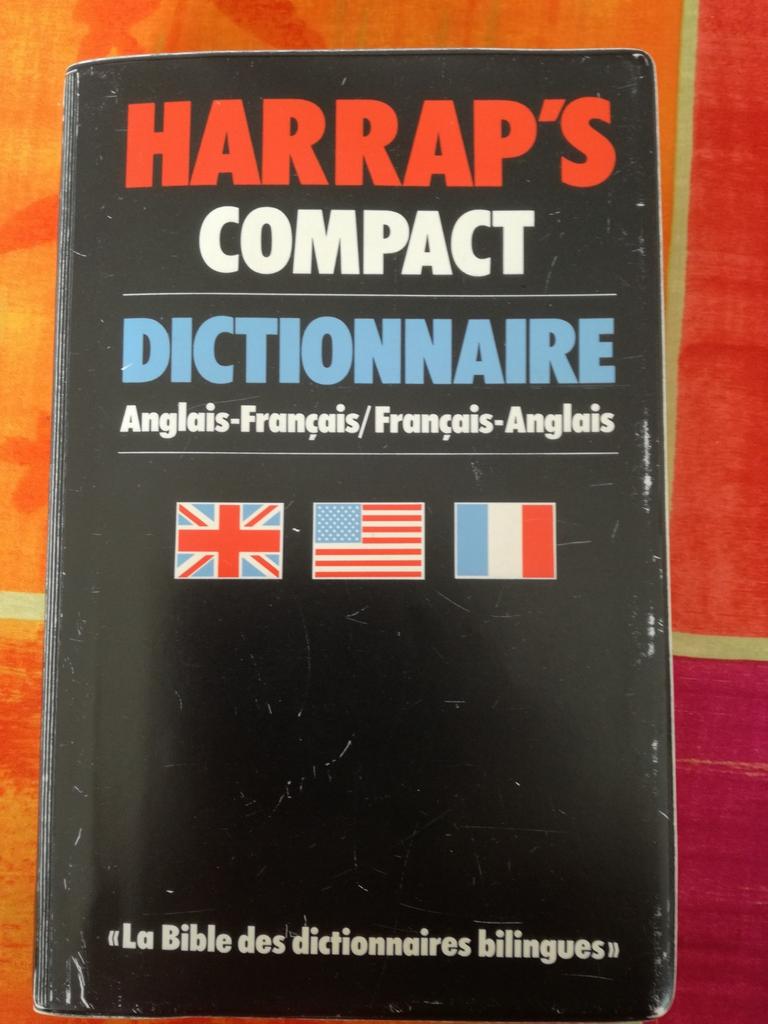 HARRAP'S
COMPACT
DICTIONNAIRE
Anglais-Français/Français-Anglais
«La Bible des dictionnaires bilingues»